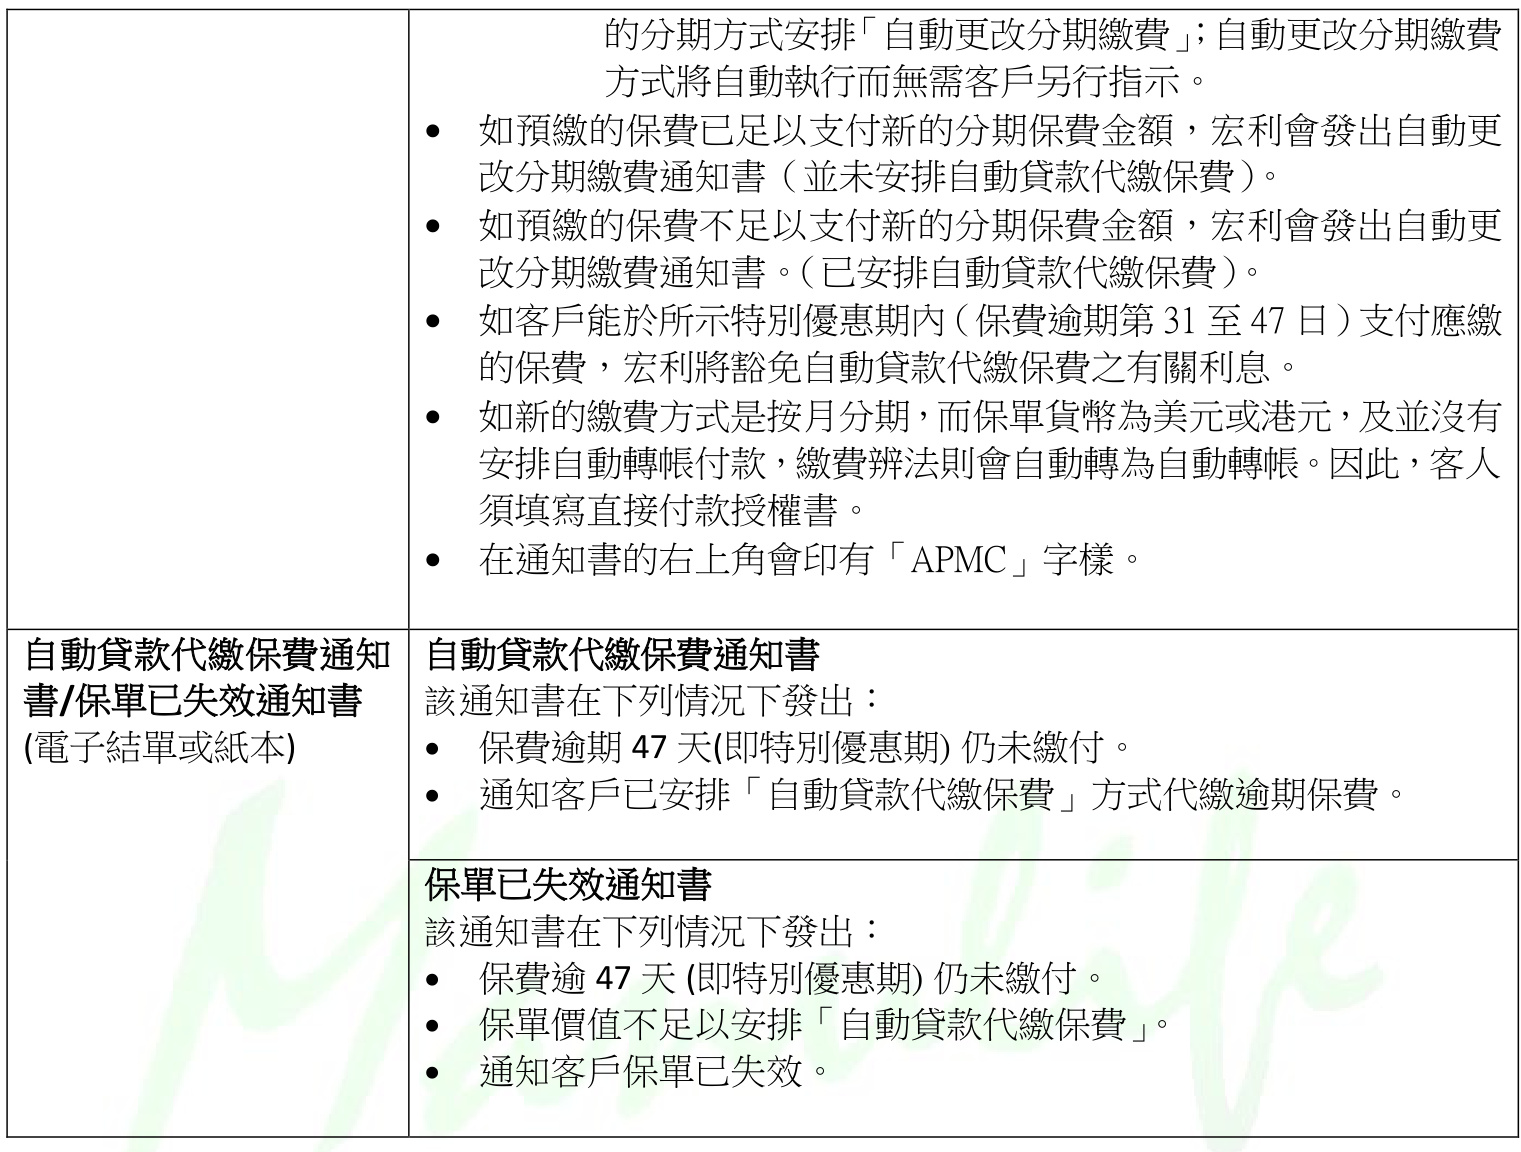 的分期方式安排「自動更改分期繳費」；自動更改分期繳費
方式將自動執行而無需客戶另行指示。
• 如預繳的保費已足以支付新的分期保費金額，宏利會發出自動更
改分期繳費通知書（並未安排自動貸款代繳保費）。
• 如預繳的保費不足以支付新的分期保費金額，宏利會發出自動更
改分期繳費通知書。（已安排自動貸款代繳保費）。
• 如客戶能於所示特別優惠期內（保費逾期第 31 至 47 日）支付應繳
的保費，宏利將豁免自動貸款代繳保費之有關利息。
• 如新的繳費方式是按月分期，而保單貨幣為美元或港元，及並沒有
安排自動轉帳付款，繳費辨法則會自動轉為自動轉帳。因此，客人
須填寫直接付款授權書。
• 在通知書的右上角會印有「APMC」字樣。
自動貸款代繳保費通知
書/保單已失效通知書
(電子結單或紙本)
自動貸款代繳保費通知書
該通知書在下列情況下發出：
• 保費逾期 47 天(即特別優惠期) 仍未繳付。
• 通知客戶已安排「自動貸款代繳保費」方式代繳逾期保費。
保單已失效通知書
該通知書在下列情況下發出：
• 保費逾 47 天 (即特別優惠期) 仍未繳付。
• 保單價值不足以安排「自動貸款代繳保費」。
• 通知客戶保單已失效。
Manulife